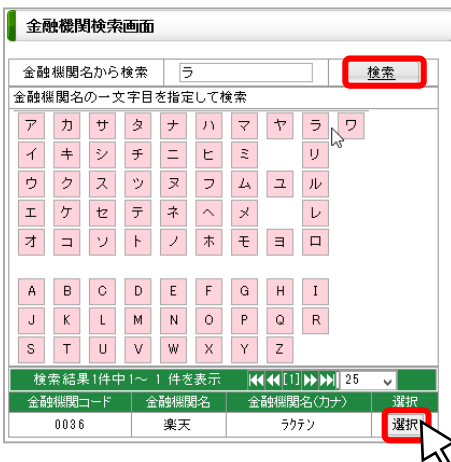 金融機関検索画面
金融機関名から検索 ラ 検索
金融機関名の一文字目を指定して検索
ア カ サ タ ナ ハ マ ヤ ラ ワ
イ キ シ チ ニ ヒ ミ リ
ウ ク ス ツ ヌ フ ム ユ ル
エ ケ セ テ ネ ヘ メ レ
オ コ ソ ト ノ ホ モ ヨ ロ
A B C D E F G H I
J K L M N O P Q R
S T U V W X Y Z
検索結果1件中1～ 1 件を表示 [1] 25
金融機関コード 金融機関名 金融機関名(カナ) 選択
0036 楽天 ラクテン 選択